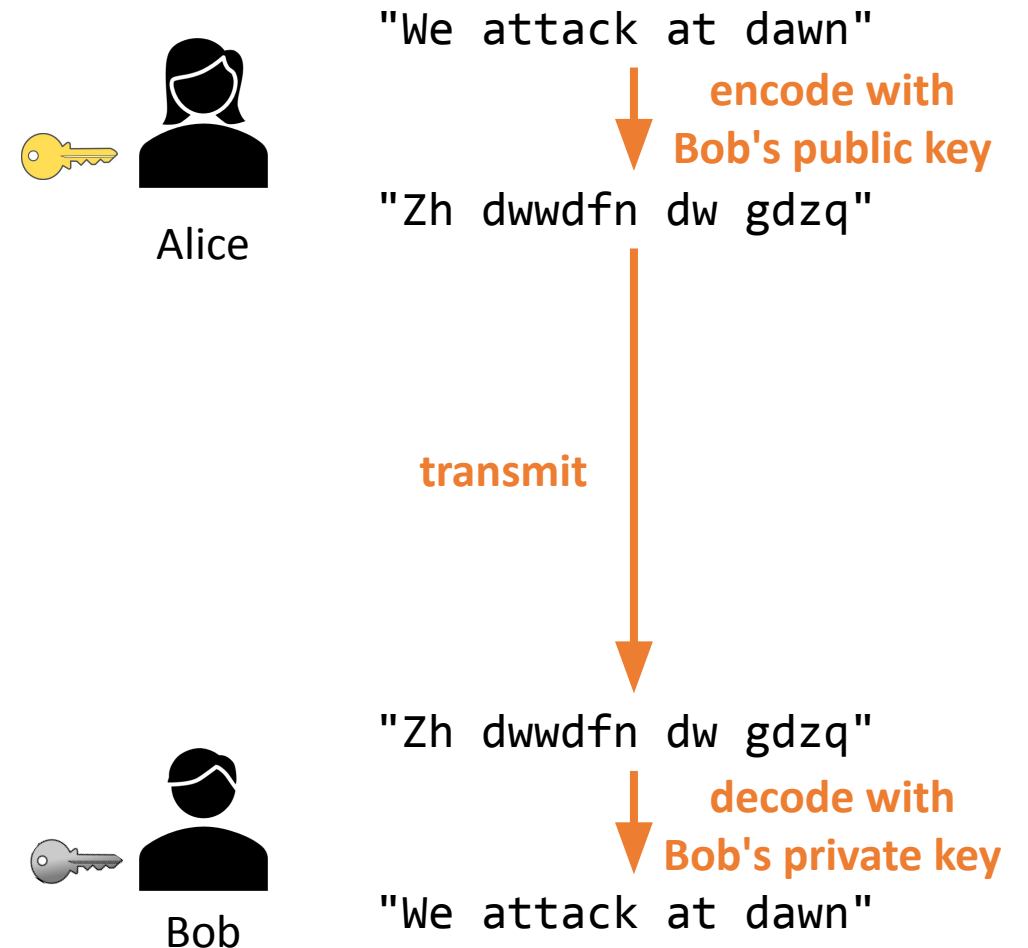 "We attack at dawn"
encode with
Bob's public key
"Zh dwwdfn dw gdzq"
Alice
transmit
"Zh dwwdfn dw gdzq"
decode with
Bob's private key
"We attack at dawn"
Bob